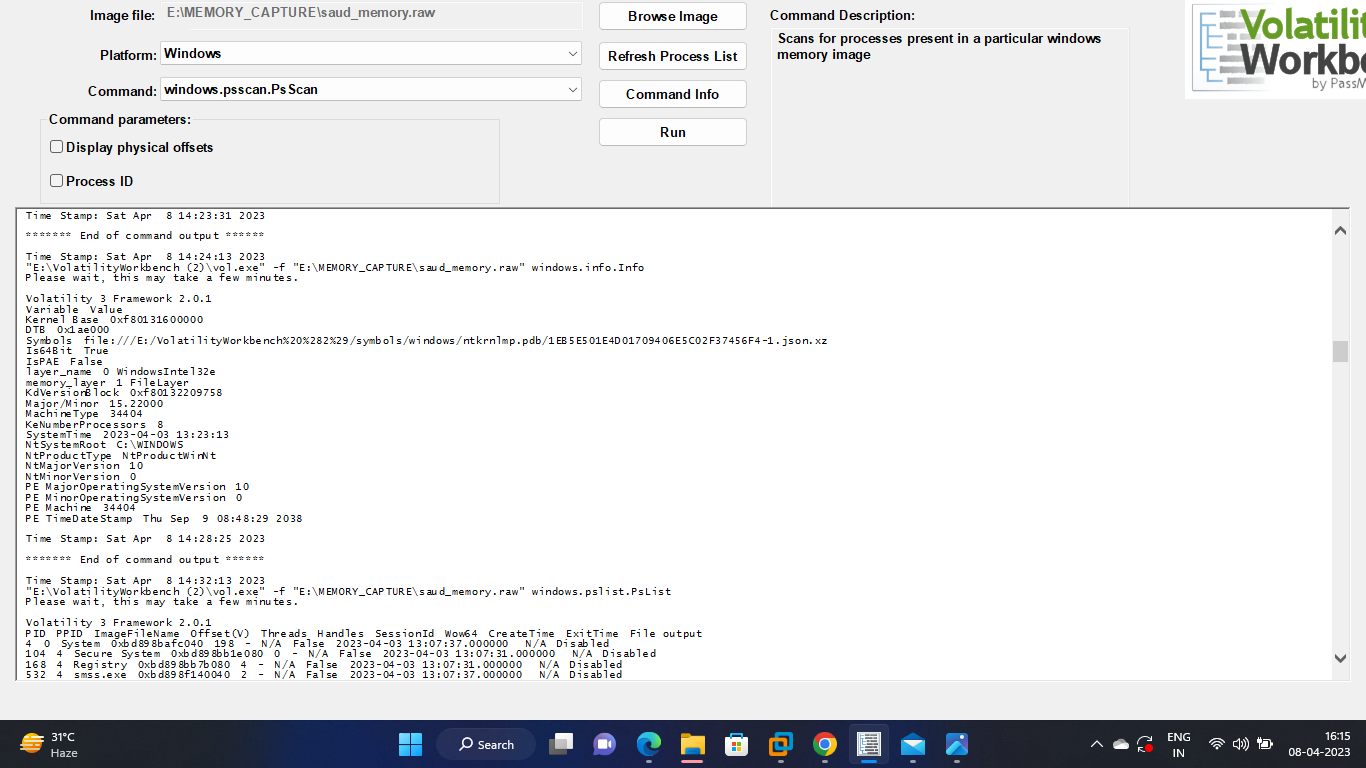 Image file: E:\MEMORY_CAPTURE\saud_memory.raw
Browse Image
Command Description:
Platform: Windows
Refresh Process List
Scans for processes present in a particular windows
memory image
Command: windows.psscan.PsScan
Command Info
Command parameters:
Run
Display physical offsets
Process ID
Volatili
Workb
by PassM
Time Stamp: Sat Apr  8 14:23:31 2023
******* End of command output ******
Time Stamp: Sat Apr  8 14:24:13 2023
"E:\VolatilityWorkbench (2)\vol.exe" -f "E:\MEMORY_CAPTURE\saud_memory.raw" windows.info.Info
Please wait, this may take a few minutes.
Volatility 3 Framework 2.0.1
Variable Value
Kernel Base 0xf80131600000
DTB 0x1ae000
Symbols file:///E:/VolatilityWorkbench%20%282%29/symbols/windows/ntkrnlmp.pdb/1EB5E501E4D01709406E5C02F37456F4-1.json.xz
Is64Bit True
IsPAE False
layer_name 0 WindowsIntel32e
memory_layer 1 FileLayer
KdVersionBlock 0xf80132209758
Major/Minor 15.22000
MachineType 34404
KeNumberProcessors 8
SystemTime 2023-04-03 13:23:13
NtSystemRoot C:\WINDOWS
NtProductType NtProductWinNt
NtMajorVersion 10
NtMinorVersion 0
PE MajorOperatingSystemVersion 10
PE MinorOperatingSystemVersion 0
PE Machine 34404
PE TimeDateStamp Thu Sep  9 08:48:29 2038
Time Stamp: Sat Apr  8 14:28:25 2023
******* End of command output ******
Time Stamp: Sat Apr  8 14:32:13 2023
"E:\VolatilityWorkbench (2)\vol.exe" -f "E:\MEMORY_CAPTURE\saud_memory.raw" windows.pslist.PsList
Please wait, this may take a few minutes.
Volatility 3 Framework 2.0.1
PID PPID ImageFileName Offset(V) Threads Handles SessionId Wow64 CreateTime ExitTime File output
4 0 System 0xbd898bafc040 198 - N/A False 2023-04-03 13:07:37.000000 N/A Disabled
104 4 Secure System 0xbd898bb1e080 0 - N/A False 2023-04-03 13:07:31.000000 N/A Disabled
168 4 Registry 0xbd898bb7b080 4 - N/A False 2023-04-03 13:07:31.000000 N/A Disabled
532 4 smss.exe 0xbd898f140040 2 - N/A False 2023-04-03 13:07:37.000000 N/A Disabled
31°C
Haze
Search
ENG
IN
16:15
08-04-2023